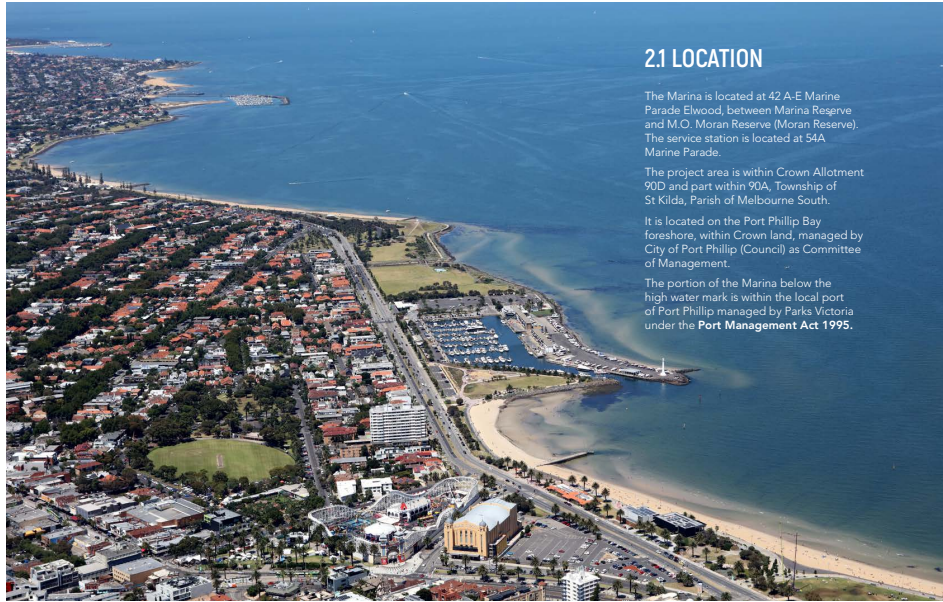 2.1 LOCATION
The Marina is located at 42 A-E Marine
Parade Elwood, between Marina Reserve
and M.O. Moran Reserve (Moran Reserve).
The service station is located at 54A
Marine Parade.
The project area is within Crown Allotment
90D and part within 90A, Township of
St Kilda, Parish of Melbourne South.
It is located on the Port Phillip Bay
foreshore, within Crown land, managed by
City of Port Phillip (Council) as Committee
of Management.
The portion of the Marina below the
high water mark is within the local port
of Port Phillip managed by Parks Victoria
under the Port Management Act 1995.